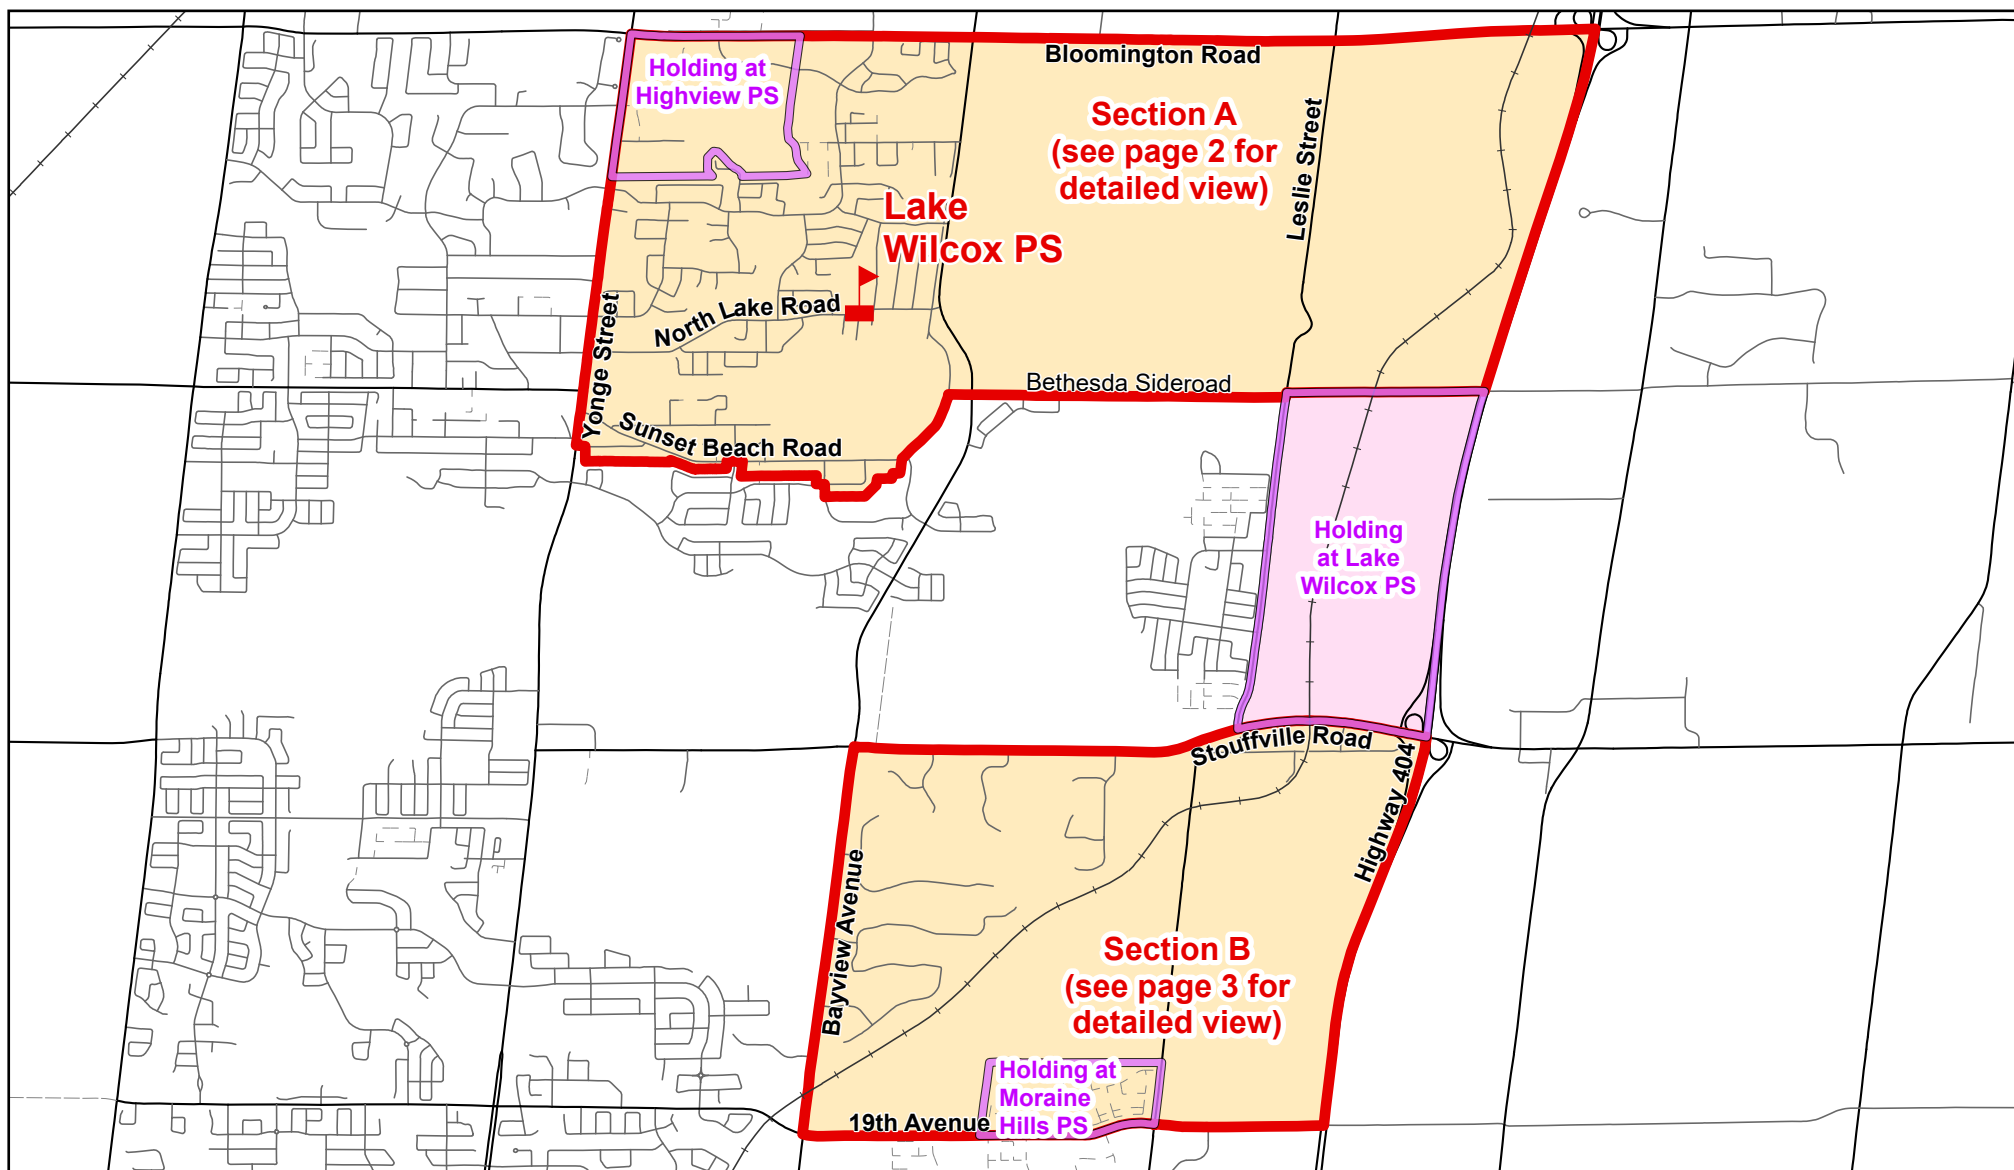 Bloomington Road
Holding at
Highview PS
Section A
(see page 2 for
detailed view)
Leslie Street
Lake
Wilcox PS
North Lake Road
Yonge Street
Bethesda Sideroad
Sunset Beach Road
Holding
at Lake
Wilcox PS
Stouffville Road
Highway 404
Bayview Avenue
Section B
(see page 3 for
detailed view)
Holding at
Moraine
Hills PS
19th Avenue